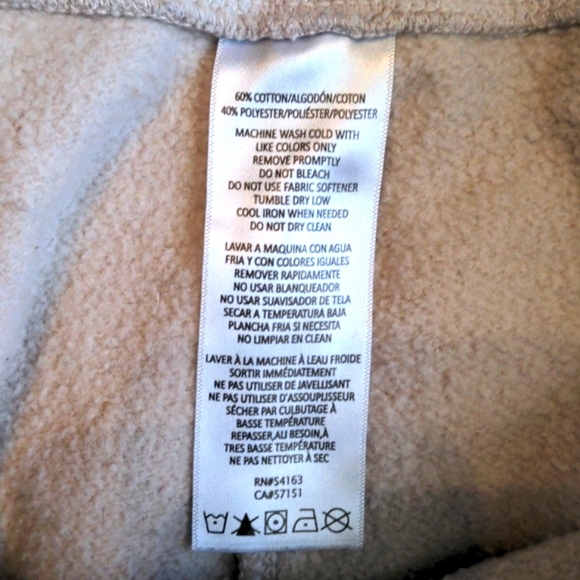 60% COTTON/ALGODÓN/COTON
40% POLYESTER/POLIÉSTER/POLYESTER
MACHINE WASH COLD WITH
LIKE COLORS ONLY
REMOVE PROMPTLY
DO NOT BLEACH
DO NOT USE FABRIC SOFTENER
TUMBLE DRY LOW
COOL IRON WHEN NEEDED
DO NOT DRY CLEAN
LAVAR A MAQUINA CON AGUA
FRIA Y CON COLORES IGUALES
REMOVER RAPIDAMENTE
NO USAR BLANQUEADOR
NO USAR SUAVISADOR DE TELA
SECAR A TEMPERATURA BAJA
PLANCHA FRIA SI NECESITA
NO LIMPIAR EN CLEAN
LAVER À LA MACHINE À LEAU FROIDE
SORTIR IMMÉDIATEMENT
NE PAS UTILISER DE JAVELLISANT
NE PAS UTILISER D'ASSOUPLISSEUR
SÉCHER PAR CULBUTAGE À
BASSE TEMPÉRATURE
REPASSER,AU BESOIN,À
TRES BASSE TEMPÉRATURE
NE PAS NETTOYER À SEC
RN#54163
CA#57151